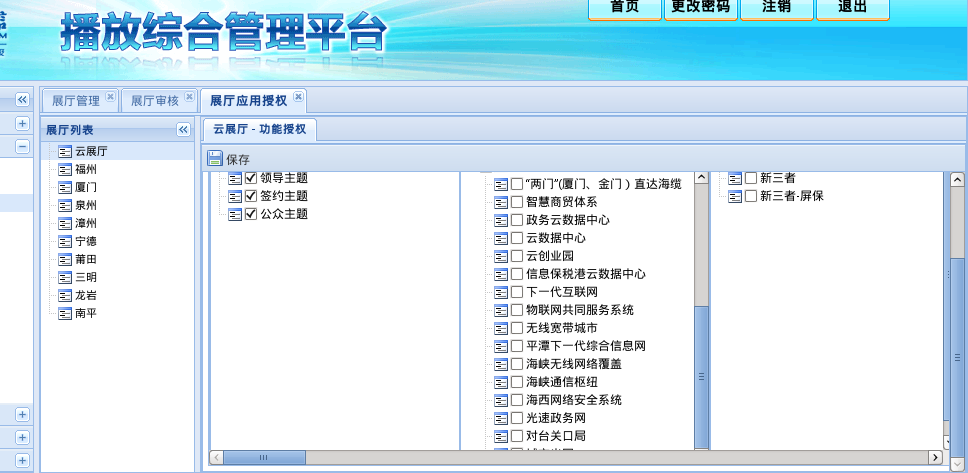 首页 更改密码 注销 退出
播放综合管理平台
展厅管理 展厅审核 展厅应用授权
展厅列表
云展厅
福州
厦门
泉州
漳州
宁德
莆田
三明
龙岩
南平
云展厅 - 功能授权
保存
领导主题
签约主题
公众主题
“两门”(厦门、金门）直达海缆
智慧商贸体系
政务云数据中心
云数据中心
云创业园
信息保税港云数据中心
下一代互联网
物联网共同服务系统
无线宽带城市
平潭下一代综合信息网
海峡无线网络覆盖
海峡通信枢纽
海西网络安全系统
光速政务网
对台关口局
新三者
新三者-屏保